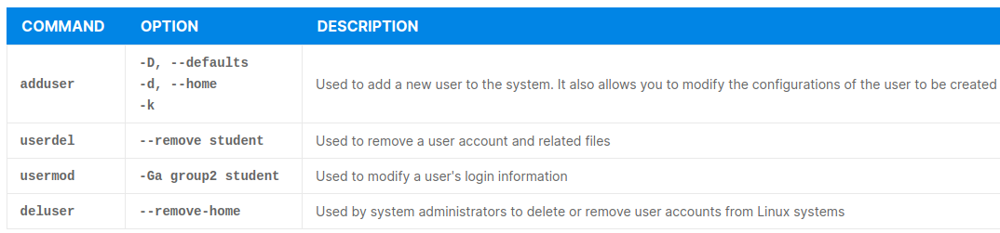 COMMAND OPTION DESCRIPTION
-D, --defaults
adduser -d, --home Used to add a new user to the system. It also allows you to modify the configurations of the user to be created
-k
userdel --remove student Used to remove a user account and related files
usermod -Ga group2 student Used to modify a user's login information
deluser --remove-home Used by system administrators to delete or remove user accounts from Linux systems